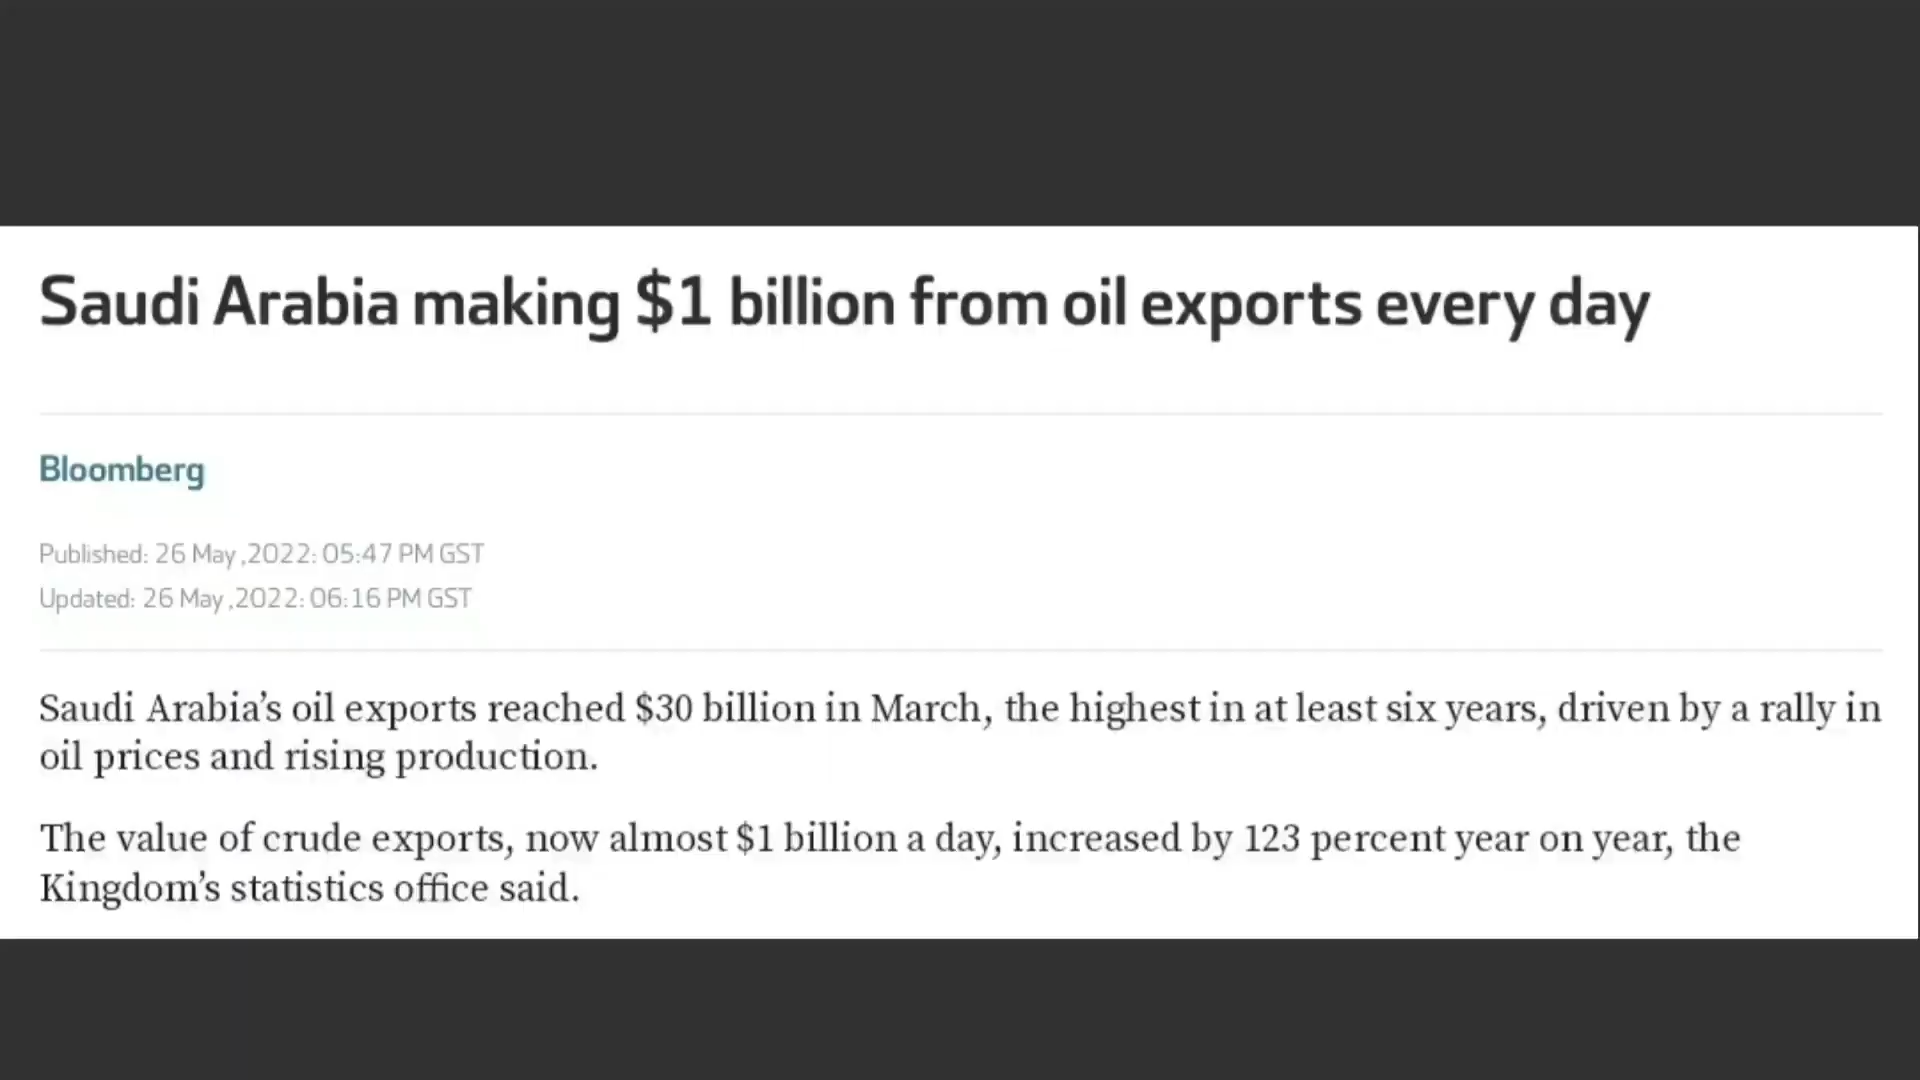 Saudi Arabia making $1 billion from oil exports every day
Bloomberg
Published: 26 May ,2022: 05:47 PM GST
Updated: 26 May ,2022: 06:16 PM GST
Saudi Arabia’s oil exports reached $30 billion in March, the highest in at least six years, driven by a rally in
oil prices and rising production.
The value of crude exports, now almost $1 billion a day, increased by 123 percent year on year, the
Kingdom’s statistics office said.